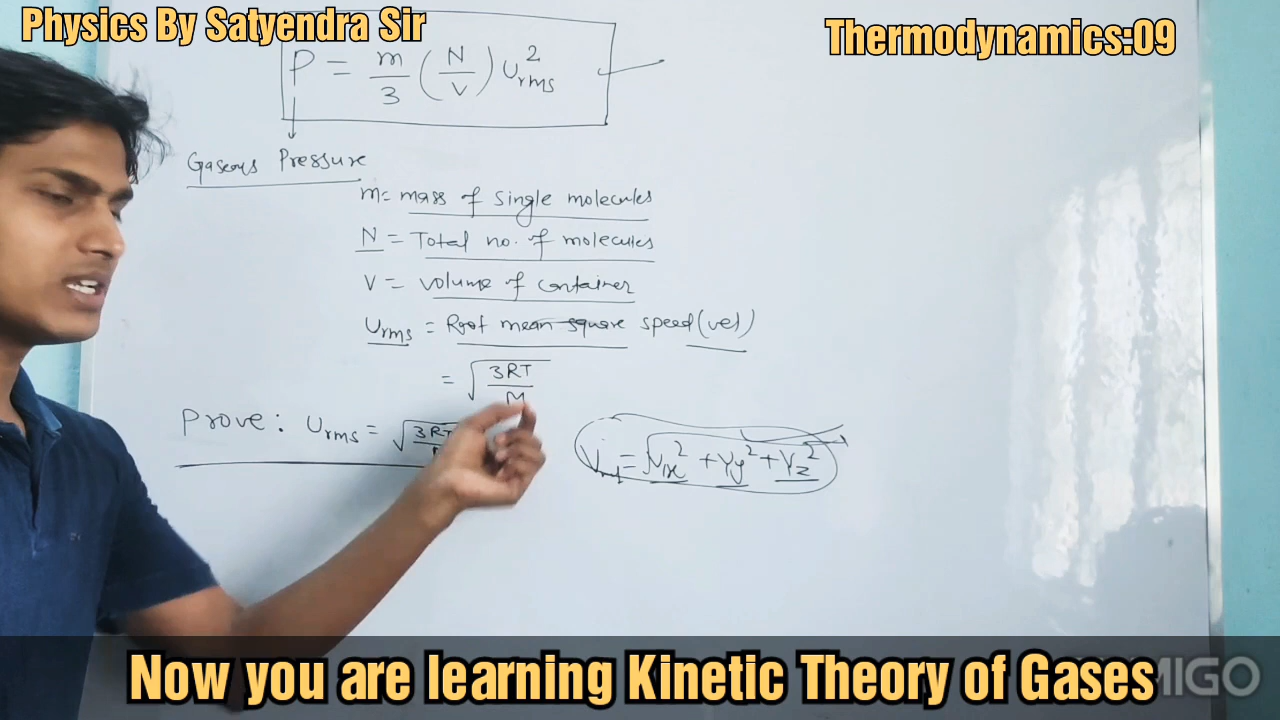 Physics By Satyendra Sir
Thermodynamics:09
P = m/3 (N/V) Urms²
Gaseous Pressure
m= mass of single molecules
N = Total no. of molecules
V = volume of container
Urms = Root mean square speed (vel)
= √(3RT/M)
Prove: Urms = √(3RT
= √Vx² + Vy² + Vz²
Now you are learning Kinetic Theory of Gases
MIGO